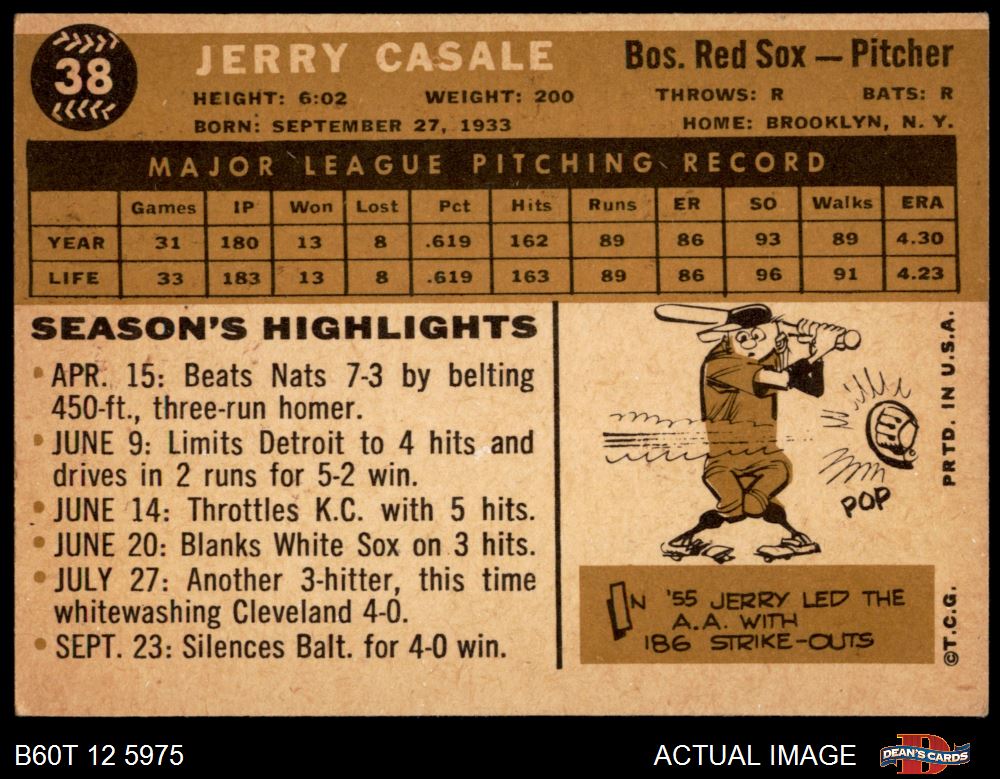 38
JERRY CASALE
Bos. Red Sox — Pitcher
HEIGHT: 6:02 WEIGHT: 200 THROWS: R BATS: R
BORN: SEPTEMBER 27, 1933 HOME: BROOKLYN, N. Y.
MAJOR LEAGUE PITCHING RECORD
Games IP Won Lost Pct Hits Runs ER SO Walks ERA
YEAR 31 180 13 8 .619 162 89 86 93 89 4.30
LIFE 33 183 13 8 .619 163 89 86 96 91 4.23
SEASON'S HIGHLIGHTS
• APR. 15: Beats Nats 7-3 by belting
450-ft., three-run homer.
• JUNE 9: Limits Detroit to 4 hits and
drives in 2 runs for 5-2 win.
• JUNE 14: Throttles K.C. with 5 hits.
• JUNE 20: Blanks White Sox on 3 hits.
• JULY 27: Another 3-hitter, this time
whitewashing Cleveland 4-0.
• SEPT. 23: Silences Balt. for 4-0 win.
POP
IN '55 JERRY LED THE
A.A. WITH
186 STRIKE-OUTS
PRTD. IN U.S.A.
©T.C.G.
B60T 12 5975
ACTUAL IMAGE
DEAN'S CARDS